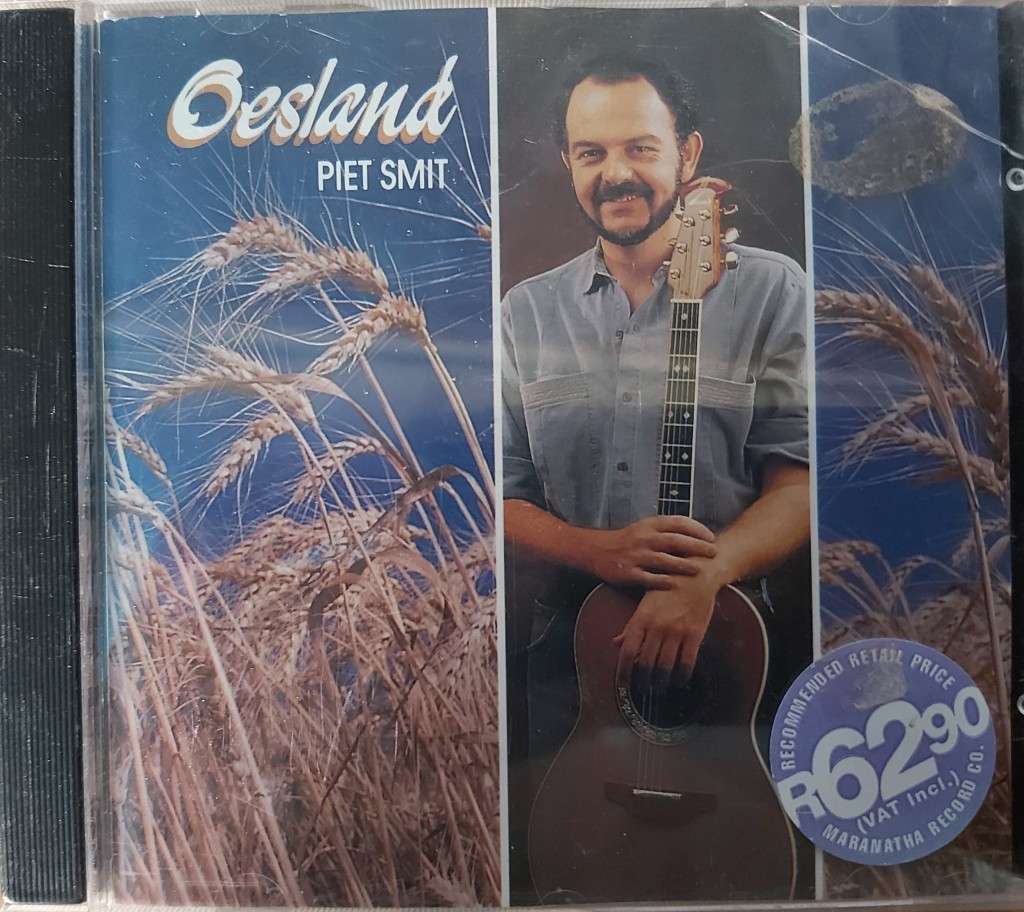 Oesland
PIET SMIT
RECOMMENDED RETAIL PRICE
R62.90
(VAT Incl.)
MARANATHA RECORD CO.